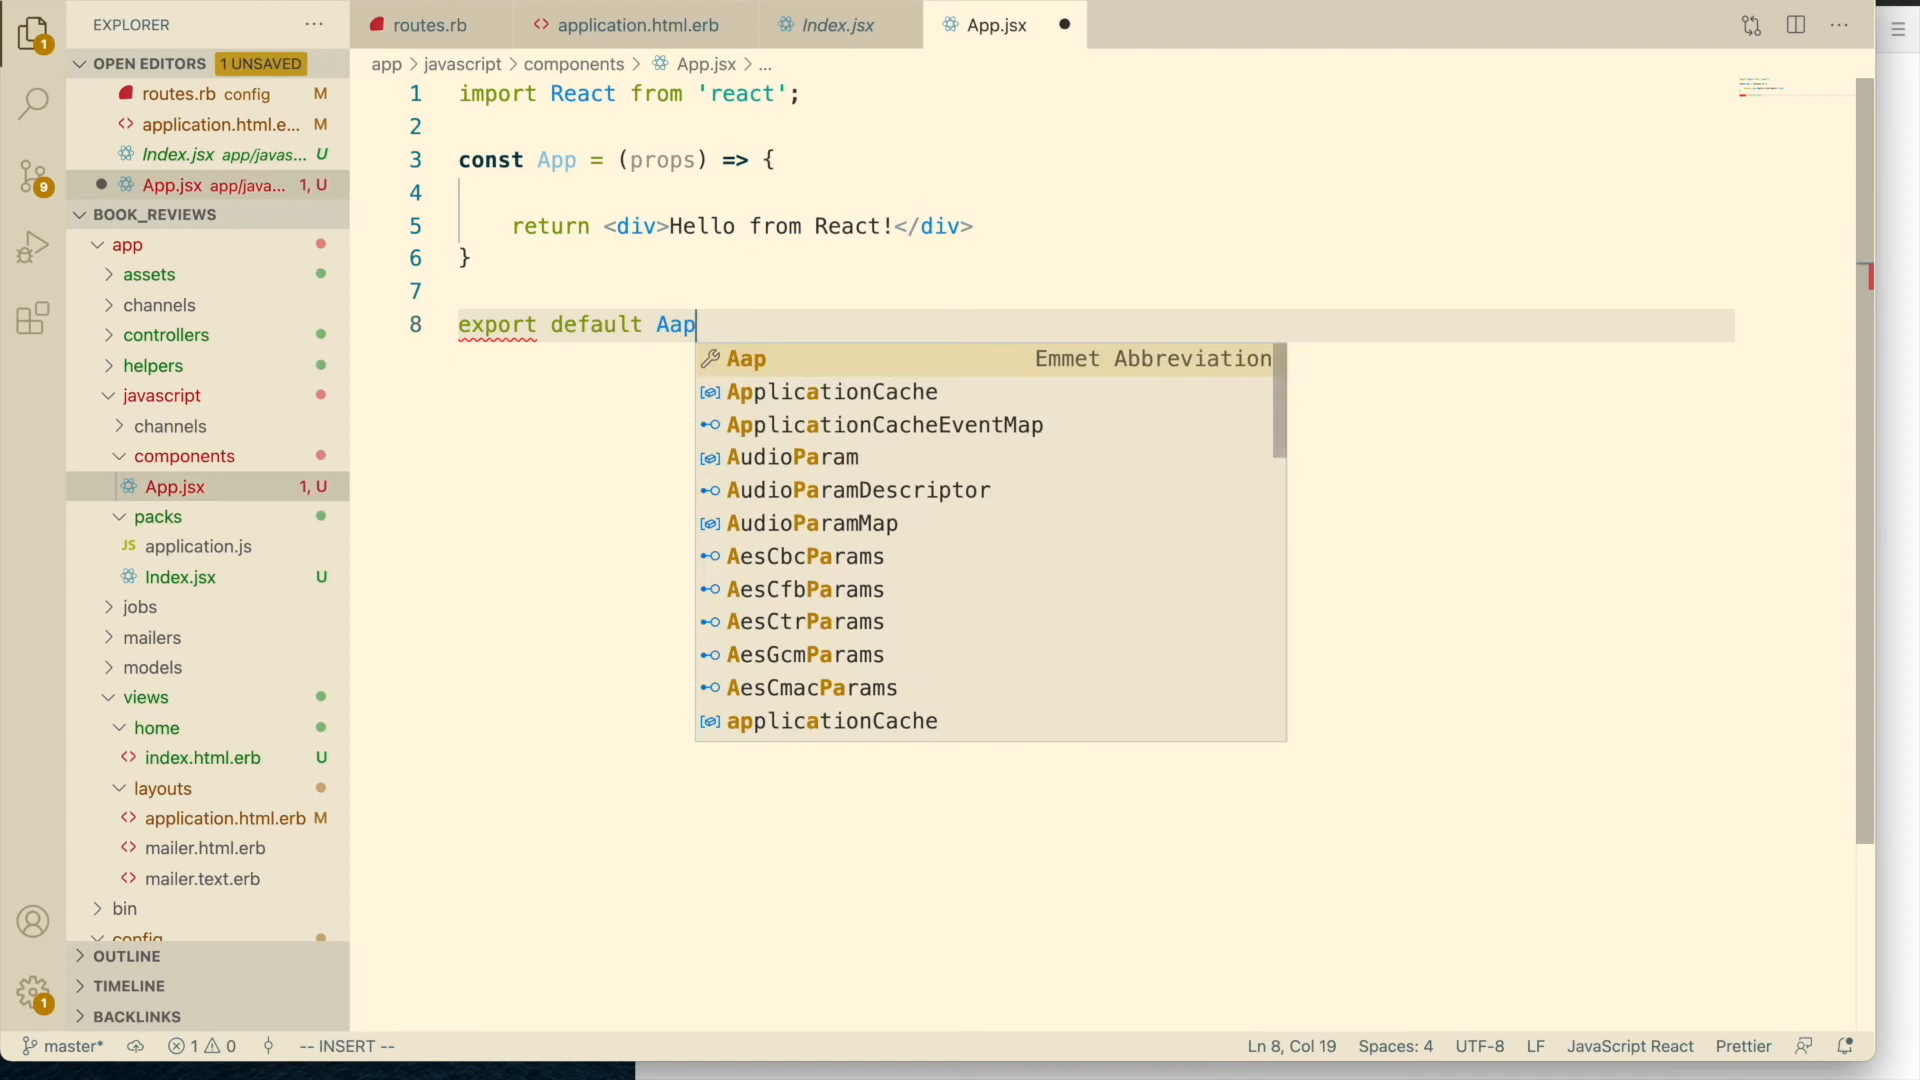 EXPLORER
routes.rb
application.html.erb
Index.jsx
App.jsx
OPEN EDITORS 1 UNSAVED
routes.rb config M
application.html.e... M
Index.jsx app/javas... U
App.jsx app/java... 1, U
BOOK_REVIEWS
app
assets
channels
controllers
helpers
javascript
channels
components
App.jsx 1, U
packs
JS application.js
Index.jsx U
jobs
mailers
models
views
home
index.html.erb U
layouts
application.html.erb M
mailer.html.erb
mailer.text.erb
bin
config
OUTLINE
TIMELINE
BACKLINKS
1
9
1
app > javascript > components > App.jsx > ...
1 import React from 'react';
2
3 const App = (props) => {
4
5 return <div>Hello from React!</div>
6 }
7
8 export default Aap
Aap Emmet Abbreviation
ApplicationCache
ApplicationCacheEventMap
AudioParam
AudioParamDescriptor
AudioParamMap
AesCbcParams
AesCfbParams
AesCtrParams
AesGcmParams
AesCmacParams
applicationCache
master* 1 0 -- INSERT -- Ln 8, Col 19 Spaces: 4 UTF-8 LF JavaScript React Prettier